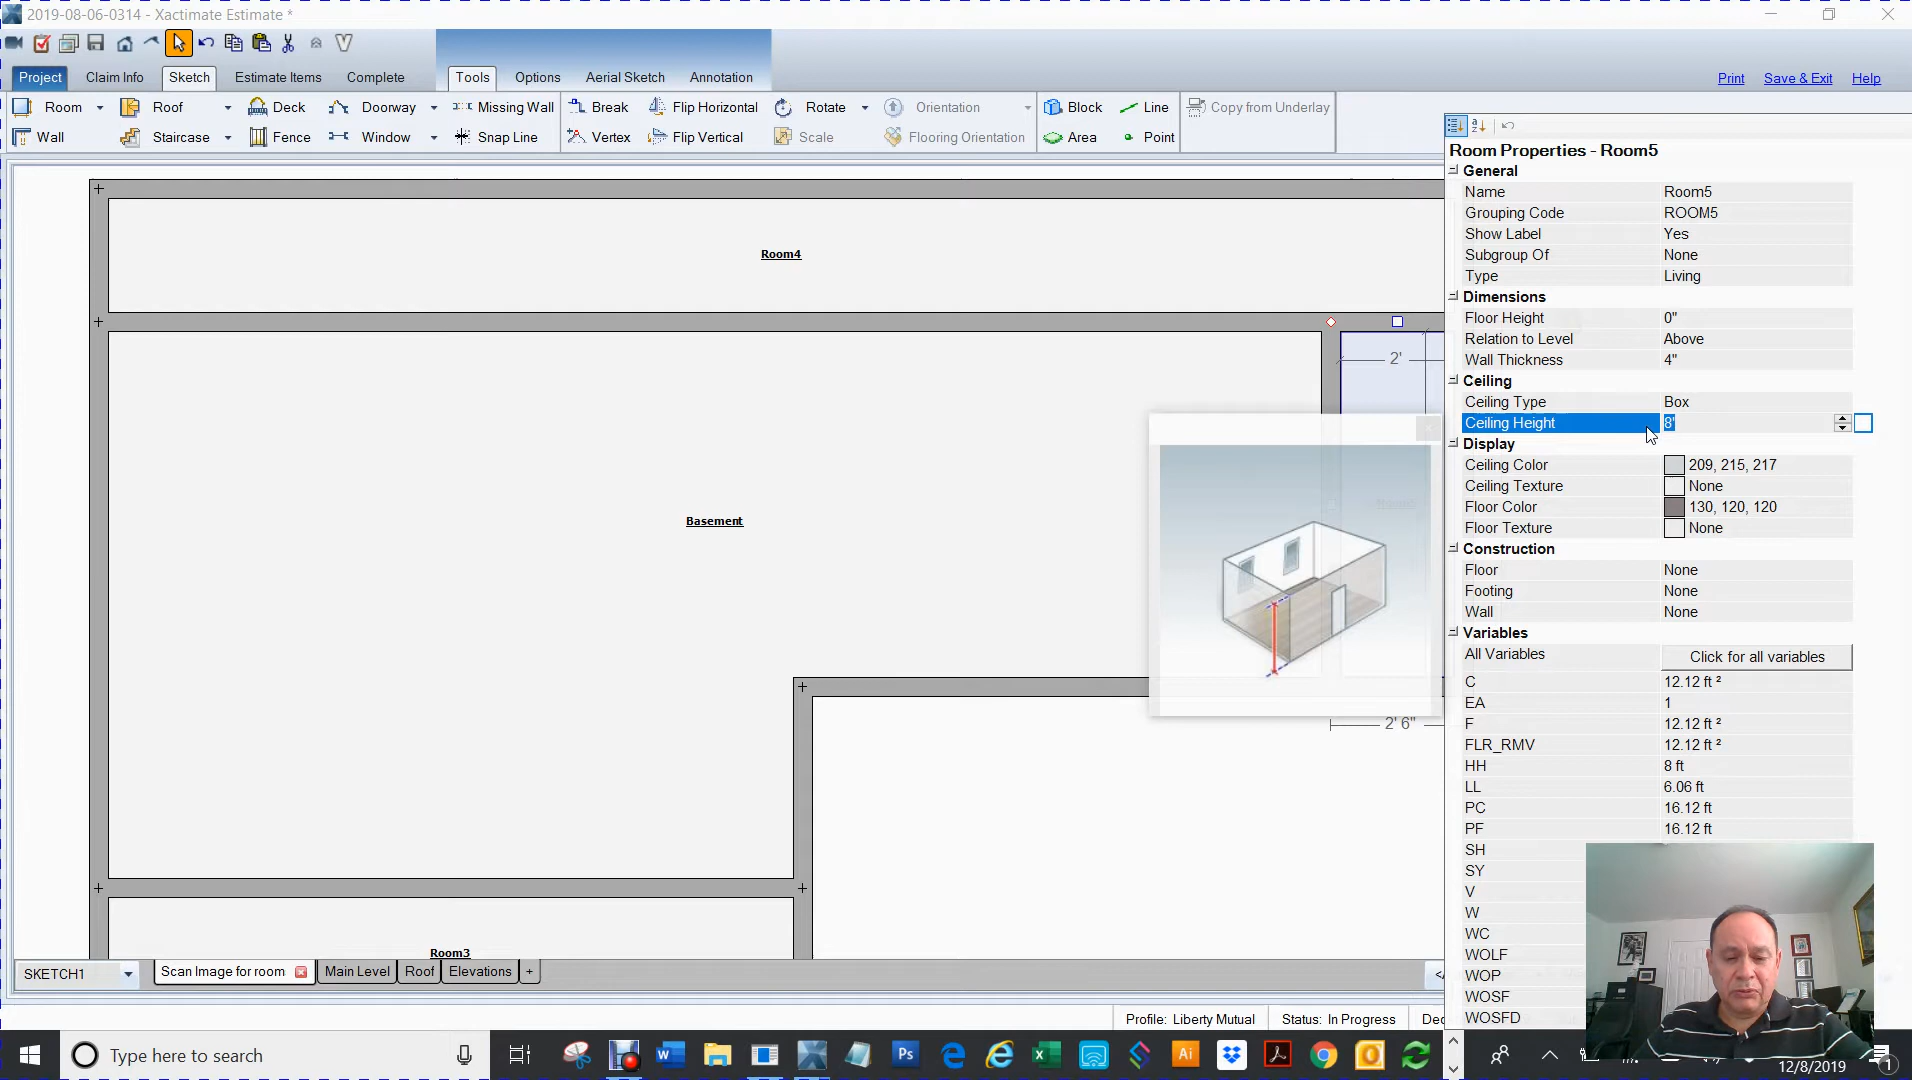 2019-08-06-0314 - Xactimate Estimate *
Project
Claim Info
Sketch
Estimate Items
Complete
Tools
Options
Aerial Sketch
Annotation
Print
Save & Exit
Help
Room
Roof
Deck
Doorway
Missing Wall
Break
Flip Horizontal
Rotate
Orientation
Block
Line
Copy from Underlay
Wall
Staircase
Fence
Window
Snap Line
Vertex
Flip Vertical
Scale
Flooring Orientation
Area
Point
Room4
Basement
Room3
2'
2' 6"
Room Properties - Room5
General
Name Room5
Grouping Code ROOM5
Show Label Yes
Subgroup Of None
Type Living
Dimensions
Floor Height 0"
Relation to Level Above
Wall Thickness 4"
Ceiling
Ceiling Type Box
Ceiling Height 8'
Display
Ceiling Color 209, 215, 217
Ceiling Texture None
Floor Color 130, 120, 120
Floor Texture None
Construction
Floor None
Footing None
Wall None
Variables
All Variables Click for all variables
C 12.12 ft ²
EA 1
F 12.12 ft ²
FLR_RMV 12.12 ft ²
HH 8 ft
LL 6.06 ft
PC 16.12 ft
PF 16.12 ft
SH
SY
V
W
WC
WOLF
WOP
WOSF
WOSFD
SKETCH1
Scan Image for room
Main Level
Roof
Elevations
+
Profile: Liberty Mutual
Status: In Progress
Type here to search
12/8/2019
1